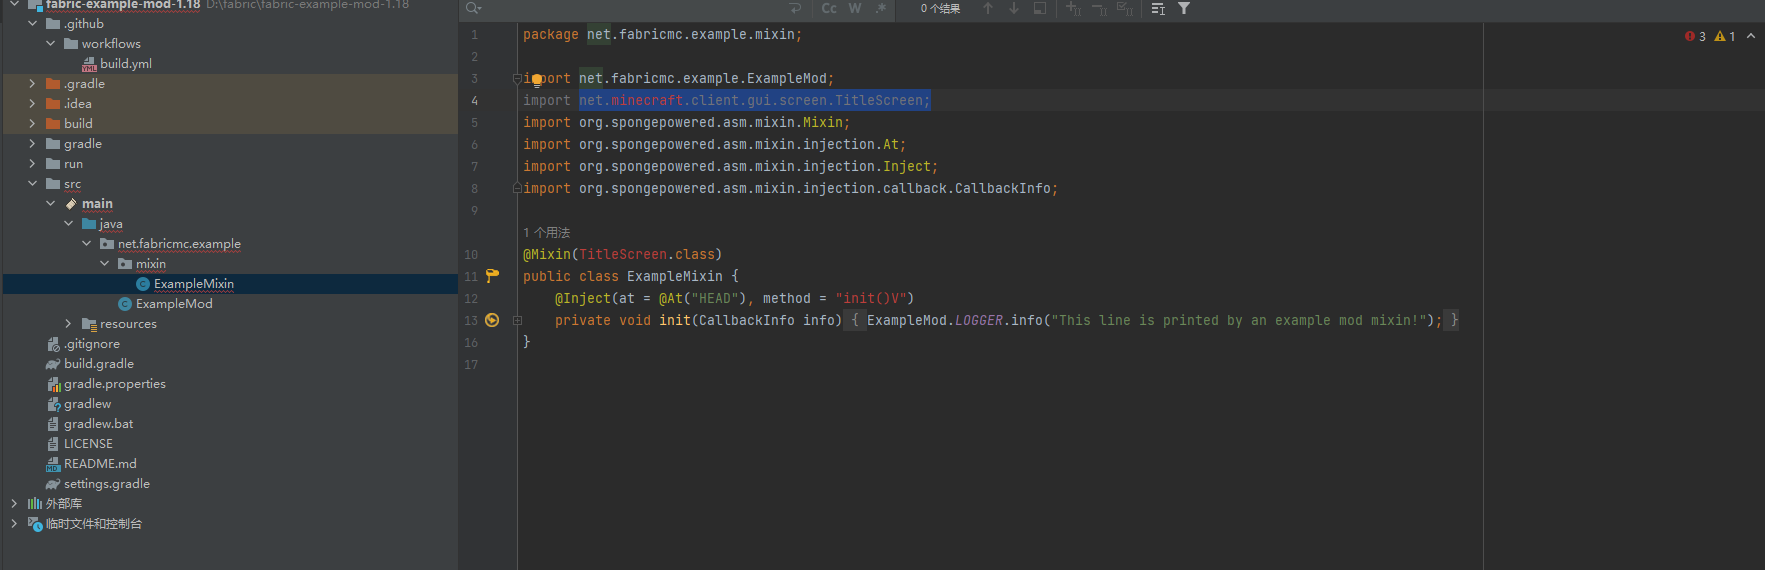 fabric-example-mod-1.18 D:\fabric\fabric-example-mod-1.18
.github
workflows
build.yml
.gradle
.idea
build
gradle
run
src
main
java
net.fabricmc.example
mixin
ExampleMixin
ExampleMod
resources
.gitignore
build.gradle
gradle.properties
gradlew
gradlew.bat
LICENSE
README.md
settings.gradle
外部库
临时文件和控制台
Cc W .* 0 个结果
3 1
1 package net.fabricmc.example.mixin;
2
3 import net.fabricmc.example.ExampleMod;
4 import net.minecraft.client.gui.screen.TitleScreen;
5 import org.spongepowered.asm.mixin.Mixin;
6 import org.spongepowered.asm.mixin.injection.At;
7 import org.spongepowered.asm.mixin.injection.Inject;
8 import org.spongepowered.asm.mixin.injection.callback.CallbackInfo;
9
1 个用法
10 @Mixin(TitleScreen.class)
11 public class ExampleMixin {
12 @Inject(at = @At("HEAD"), method = "init()V")
13 private void init(CallbackInfo info) { ExampleMod.LOGGER.info("This line is printed by an example mod mixin!"); }
16 }
17